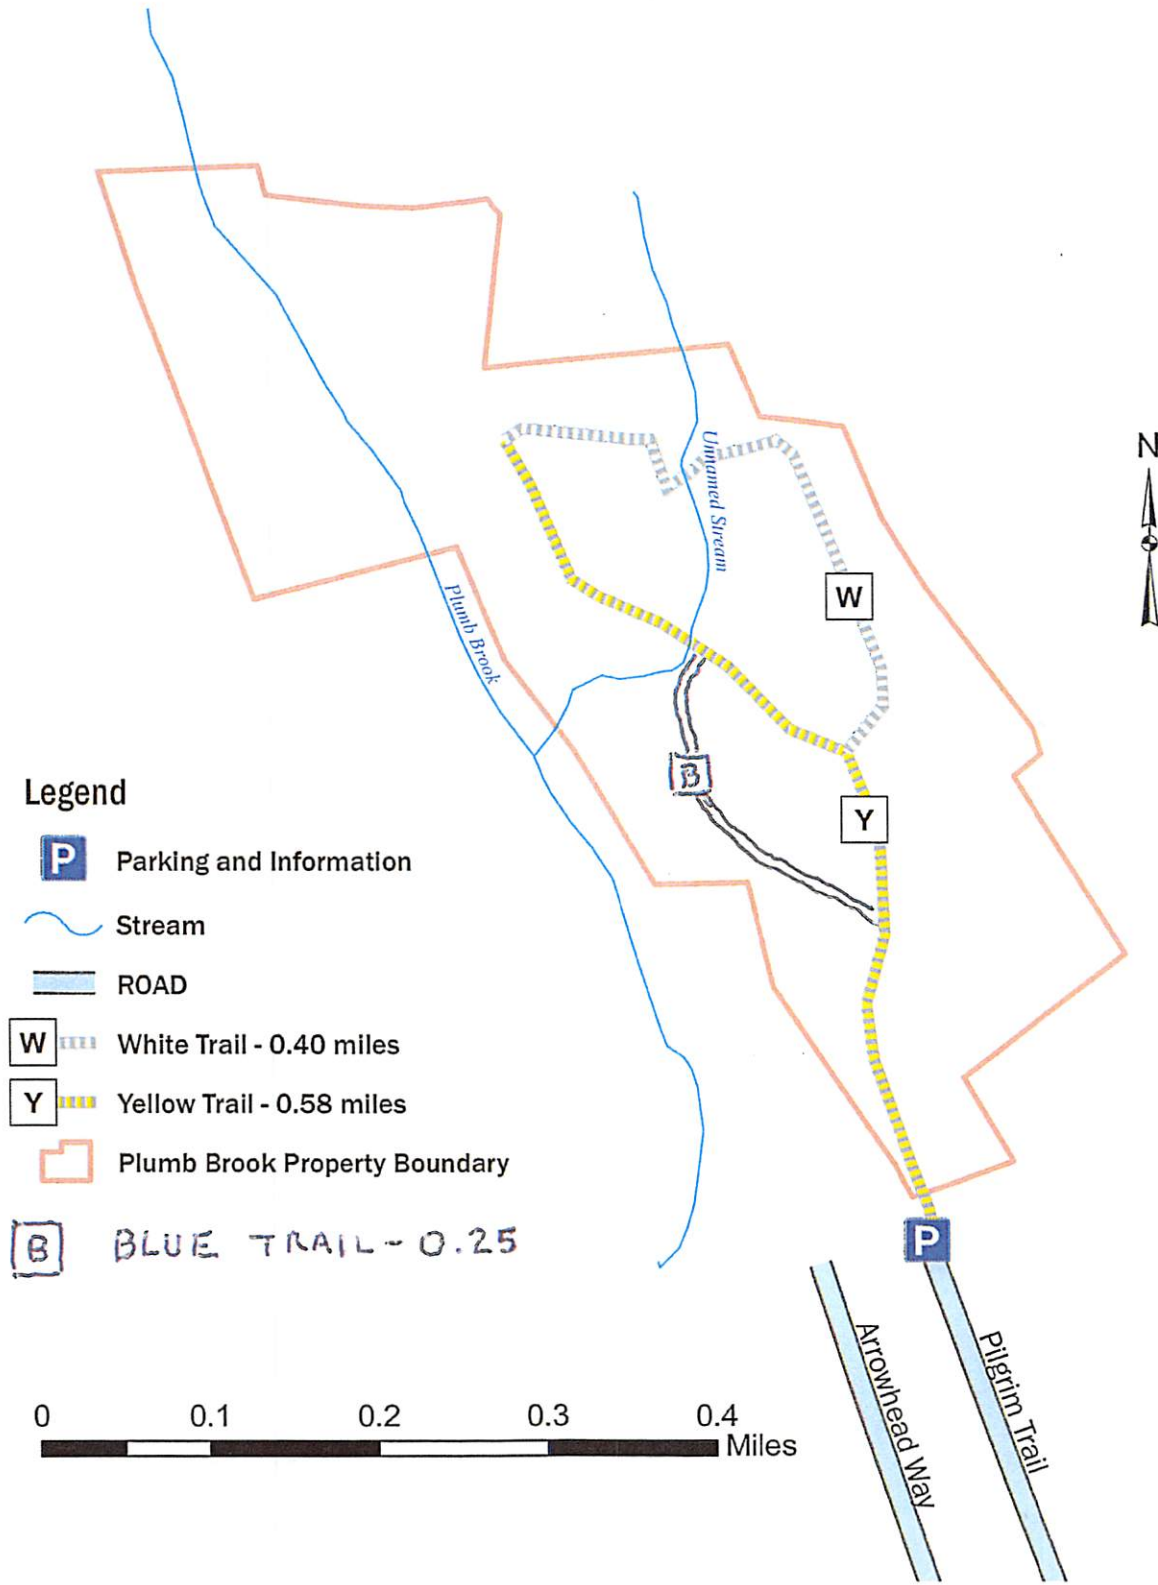 N
Unnamed Stream
W
Plumb Brook
B
Y
Legend
P Parking and Information
Stream
ROAD
W White Trail - 0.40 miles
Y Yellow Trail - 0.58 miles
Plumb Brook Property Boundary
B BLUE TRAIL - 0.25
P
Arrowhead Way
Pilgrim Trail
0 0.1 0.2 0.3 0.4
Miles